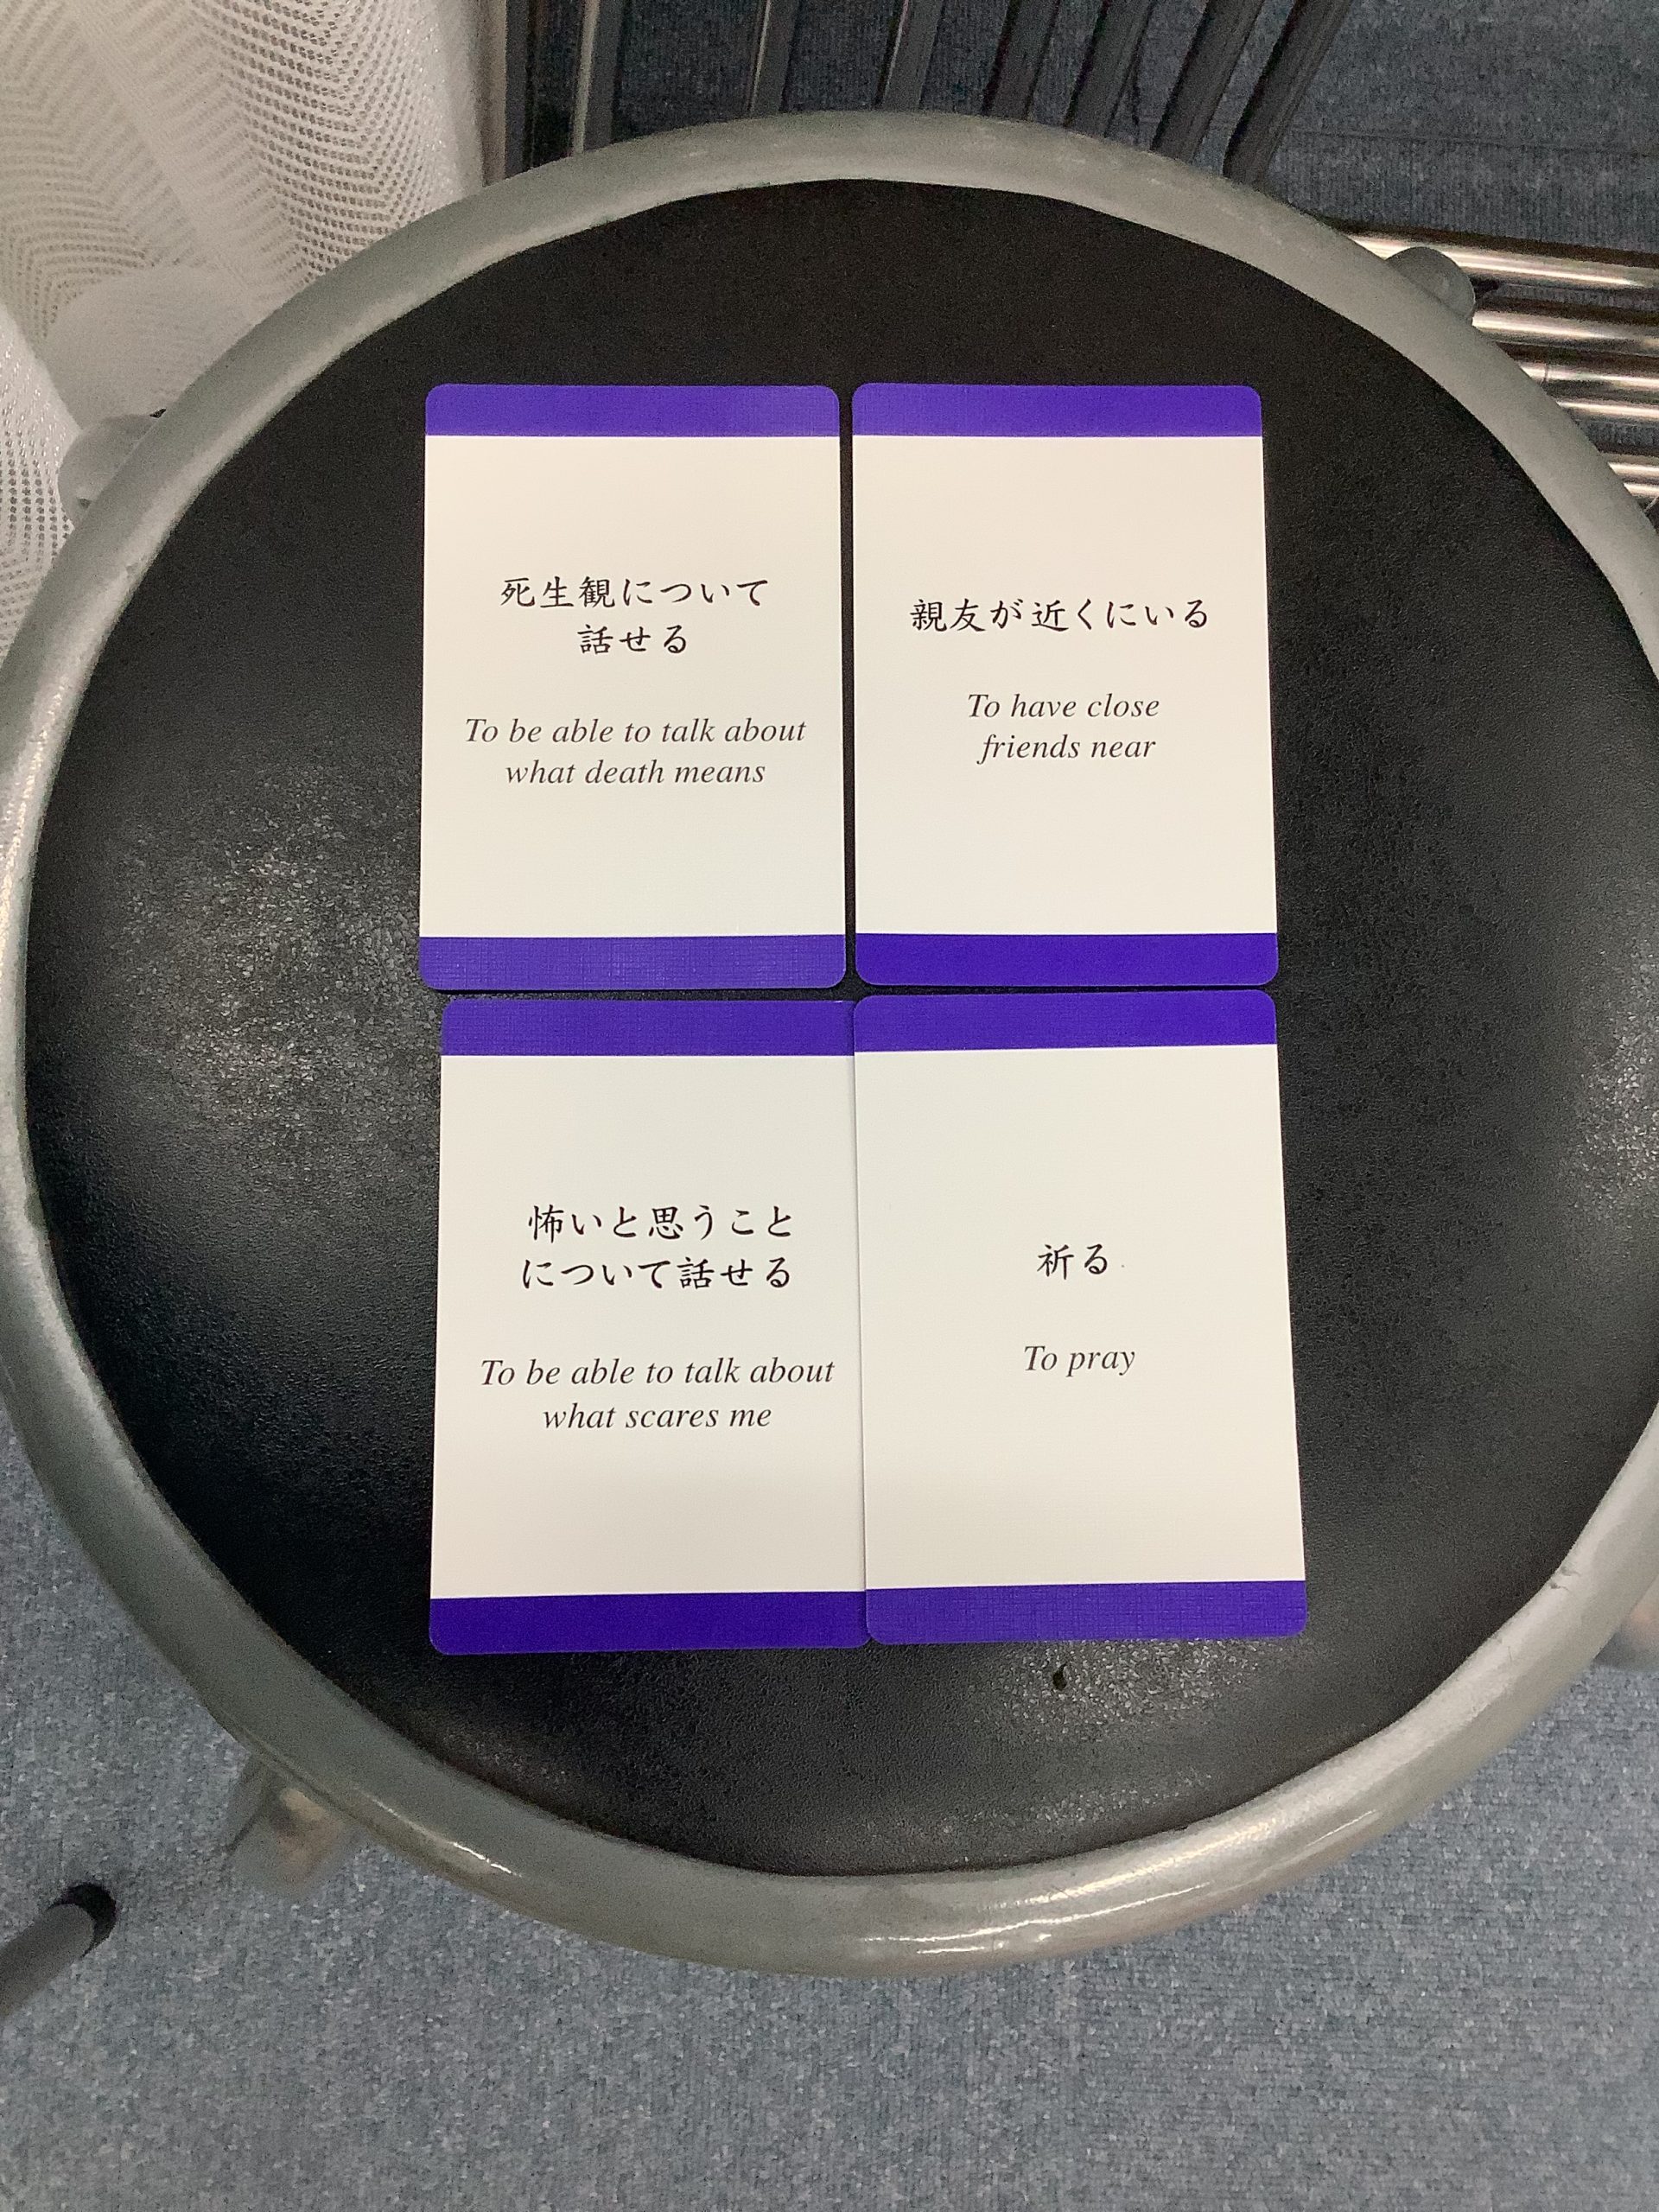 死生観について
話せる
To be able to talk about
what death means
親友が近くにいる
To have close
friends near
怖いと思うこと
について話せる
To be able to talk about
what scares me
祈る
To pray